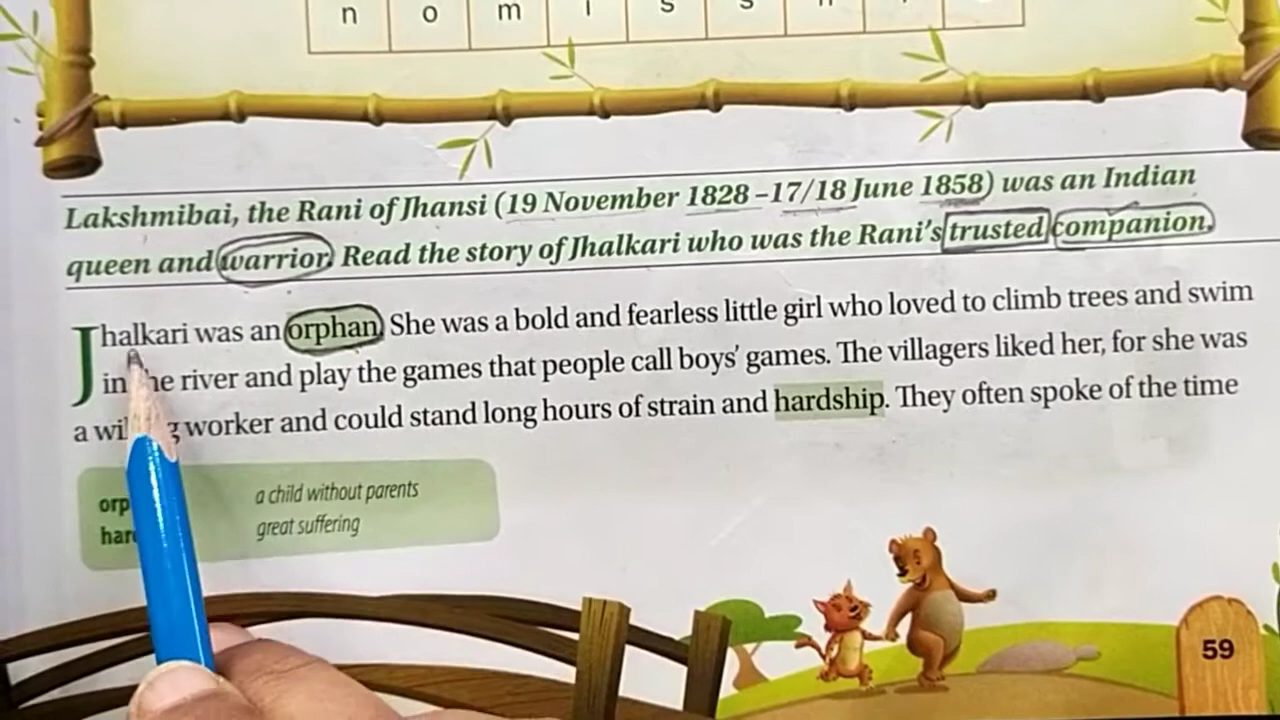 n o m
Lakshmibai, the Rani of Jhansi (19 November 1828 –17/18 June 1858) was an Indian
queen and warrior. Read the story of Jhalkari who was the Rani's trusted companion.
Jhalkari was an orphan. She was a bold and fearless little girl who loved to climb trees and swim
in he river and play the games that people call boys' games. The villagers liked her, for she was
a wil g worker and could stand long hours of strain and hardship. They often spoke of the time
orp a child without parents
har great suffering
59